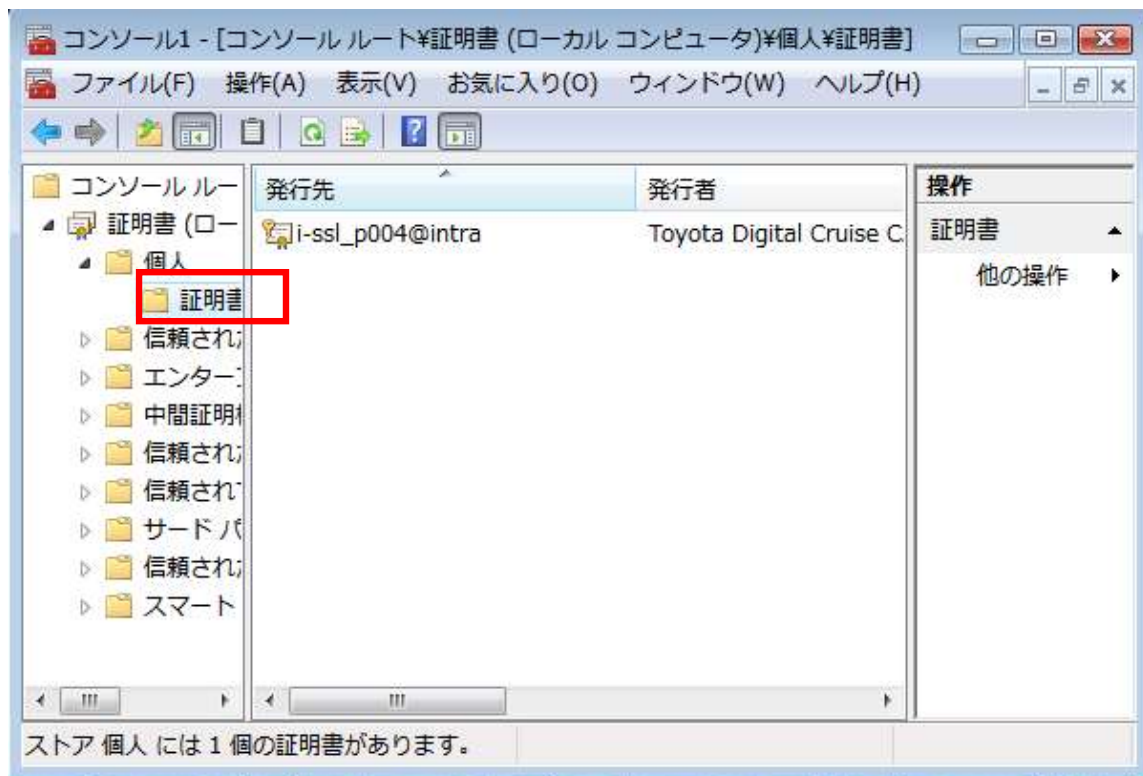 コンソール1 - [コンソール ルート¥証明書 (ローカル コンピュータ)¥個人¥証明書]
ファイル(F) 操作(A) 表示(V) お気に入り(O) ウィンドウ(W) ヘルプ(H)
コンソール ルー
証明書 (ロー
個人
証明書
信頼され
エンター
中間証明
信頼され
信頼され
サード パ
信頼され
スマート
発行先 発行者
i-ssl_p004@intra Toyota Digital Cruise C
操作
証明書
他の操作
ストア 個人 には 1 個の証明書があります。